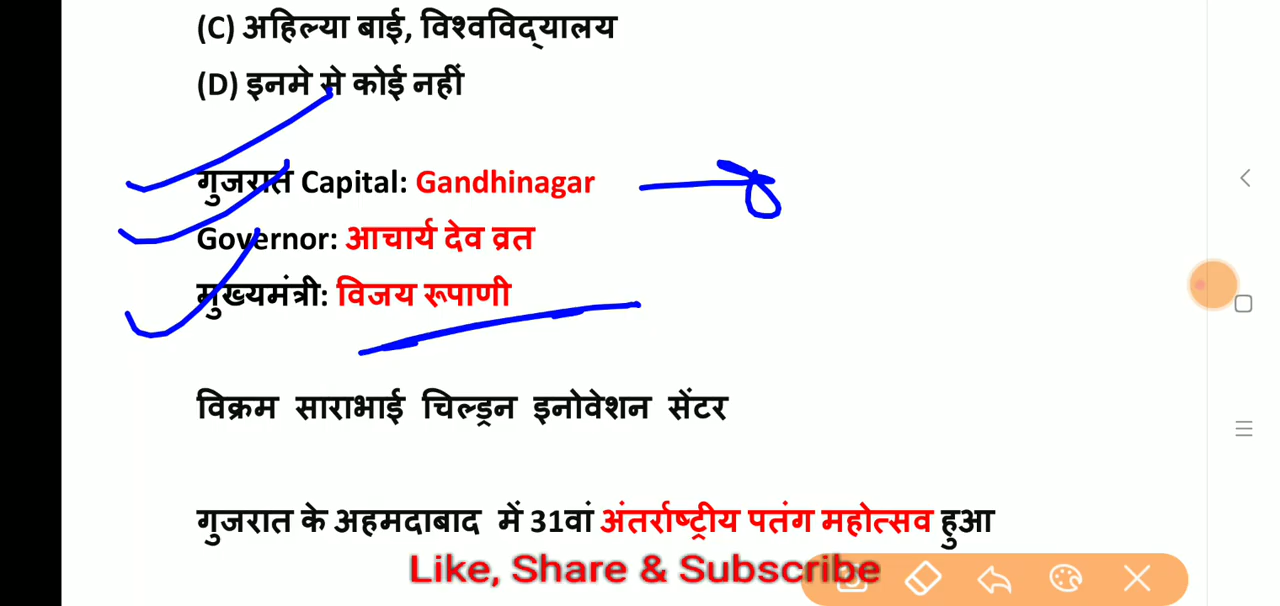 (C) अहिल्या बाई, विश्वविद्यालय
(D) इनमे से कोई नहीं
गुजरात Capital: Gandhinagar
Governor: आचार्य देव व्रत
मुख्यमंत्री: विजय रूपाणी
विक्रम साराभाई चिल्ड्रन इनोवेशन सेंटर
गुजरात के अहमदाबाद में 31वां अंतर्राष्ट्रीय पतंग महोत्सव हुआ
Like, Share & Subscribe